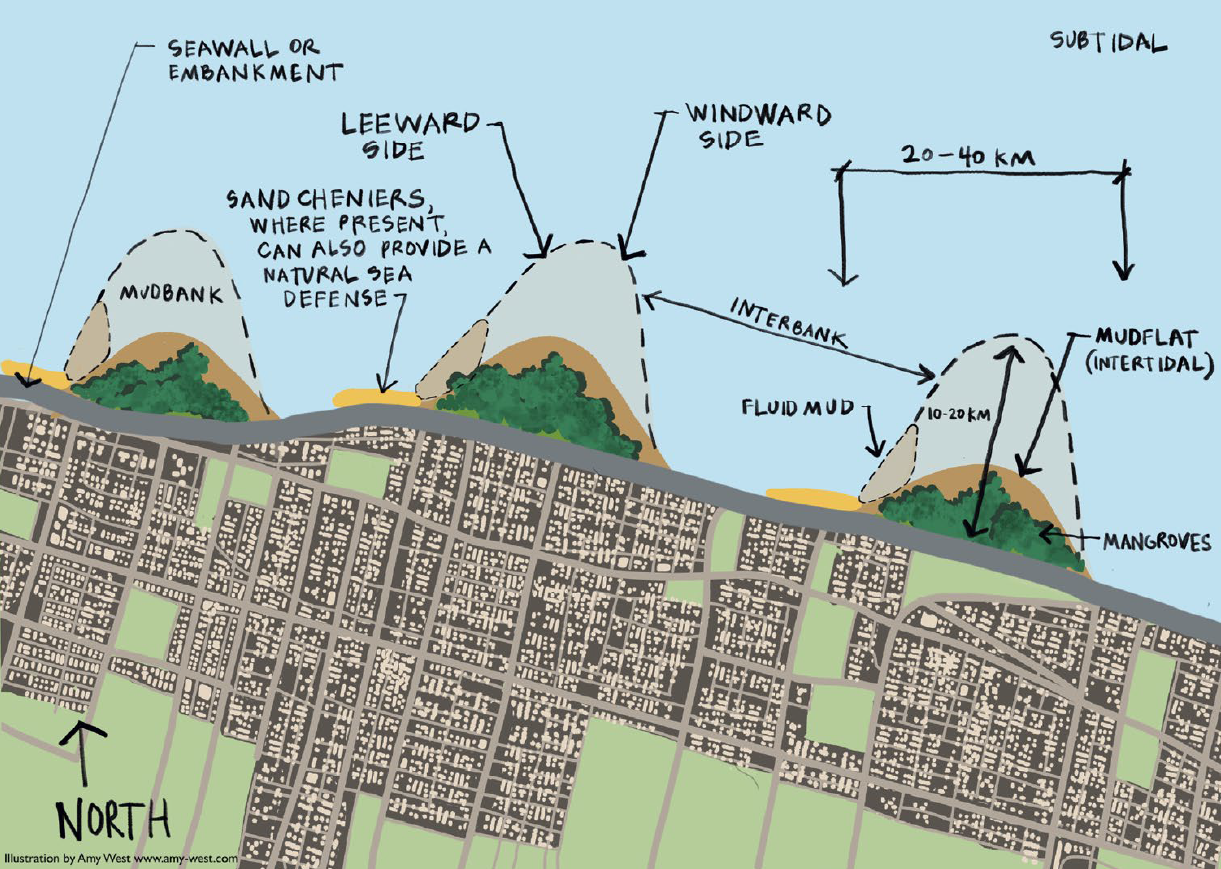 SEAWALL OR
EMBANKMENT
SUBTIDAL
LEEWARD
SIDE
WINDWARD
SIDE
20-40 KM
SAND CHENIERS,
WHERE PRESENT,
CAN ALSO PROVIDE A
NATURAL SEA
DEFENSE
MUDBANK
INTERBANK
MUDFLAT
(INTERTIDAL)
FLUID MUD
10-20 KM
MANGROVES
NORTH
Illustration by Amy West www.amy-west.com